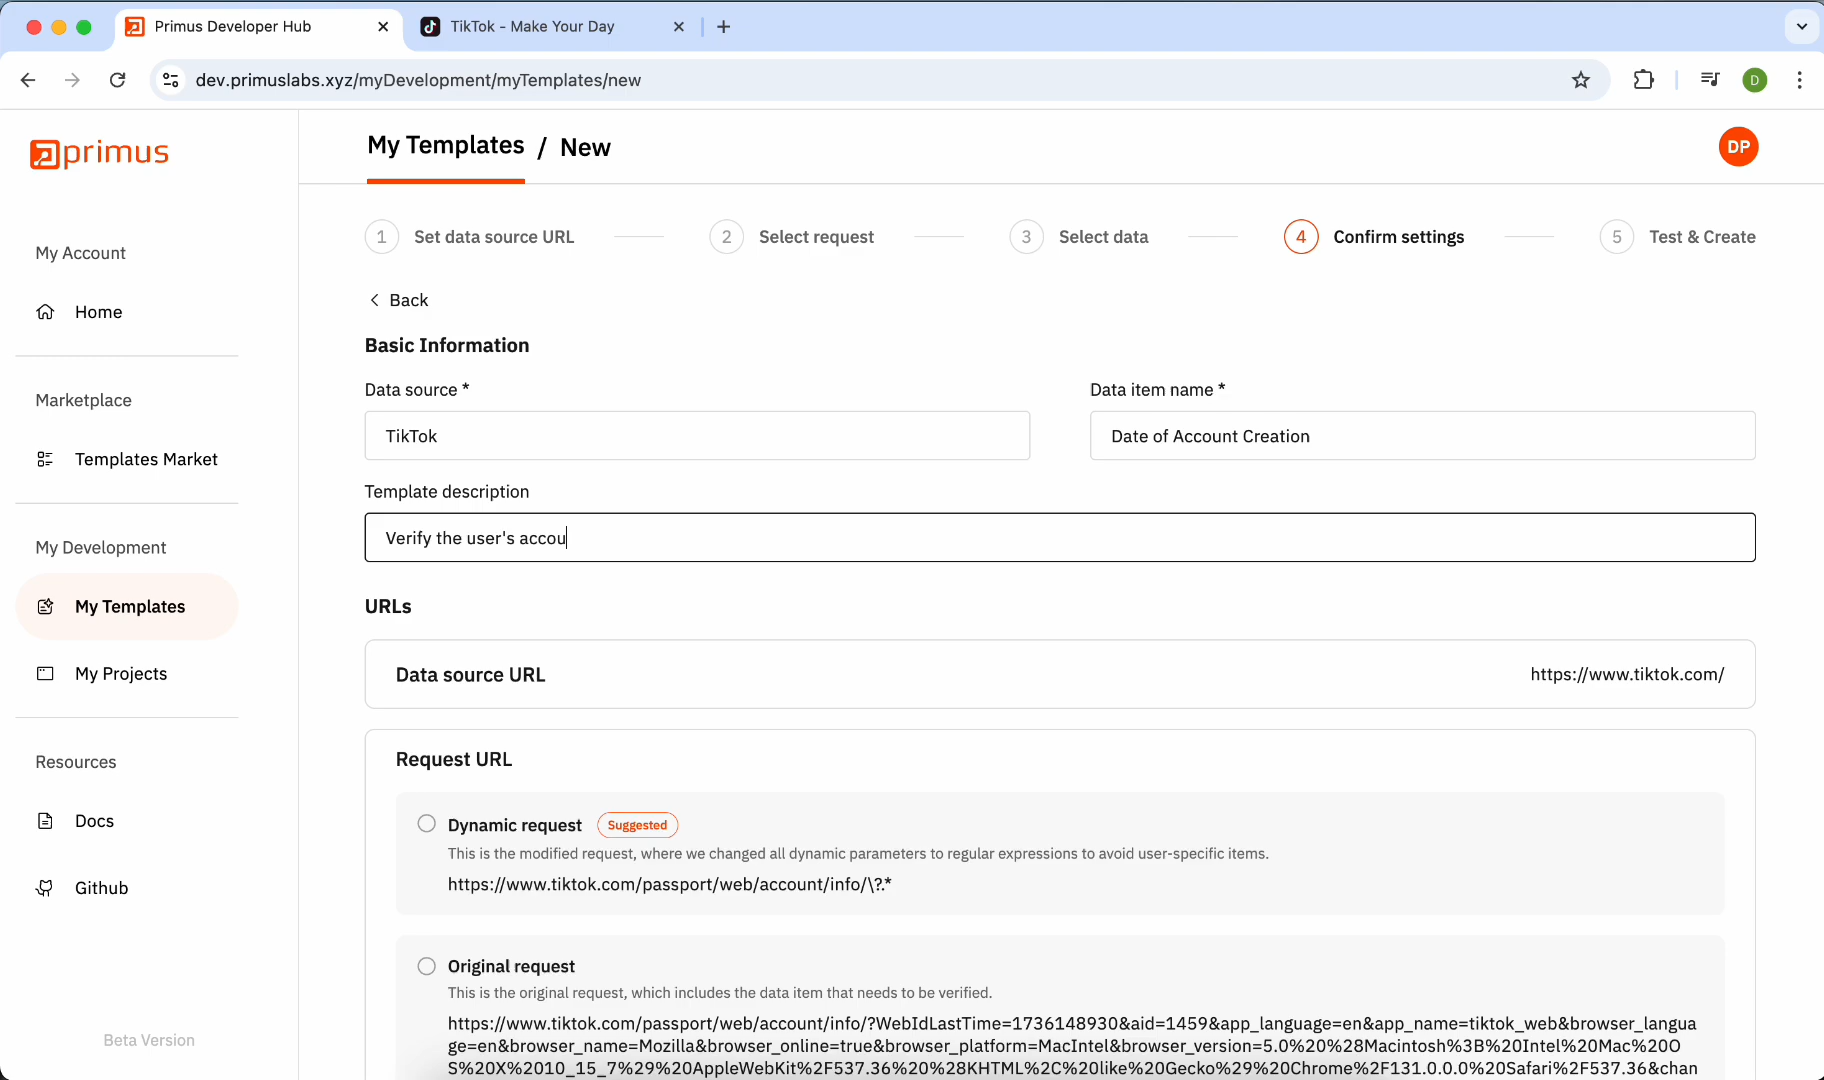 Primus Developer Hub
TikTok - Make Your Day
dev.primuslabs.xyz/myDevelopment/myTemplates/new
D
primus
My Templates / New
DP
1 Set data source URL
2 Select request
3 Select data
4 Confirm settings
5 Test & Create
My Account
Home
Marketplace
Templates Market
My Development
My Templates
My Projects
Resources
Docs
Github
Beta Version
Back
Basic Information
Data source *
Data item name *
TikTok
Date of Account Creation
Template description
Verify the user's accou
URLs
Data source URL
https://www.tiktok.com/
Request URL
Dynamic request Suggested
This is the modified request, where we changed all dynamic parameters to regular expressions to avoid user-specific items.
https://www.tiktok.com/passport/web/account/info/\?.*
Original request
This is the original request, which includes the data item that needs to be verified.
https://www.tiktok.com/passport/web/account/info/?WebIdLastTime=1736148930&aid=1459&app_language=en&app_name=tiktok_web&browser_langua
ge=en&browser_name=Mozilla&browser_online=true&browser_platform=MacIntel&browser_version=5.0%20%28Macintosh%3B%20Intel%20Mac%20O
S%20X%2010_15_7%29%20AppleWebKit%2F537.36%20%28KHTML%2C%20like%20Gecko%29%20Chrome%2F131.0.0.0%20Safari%2F537.36&chan